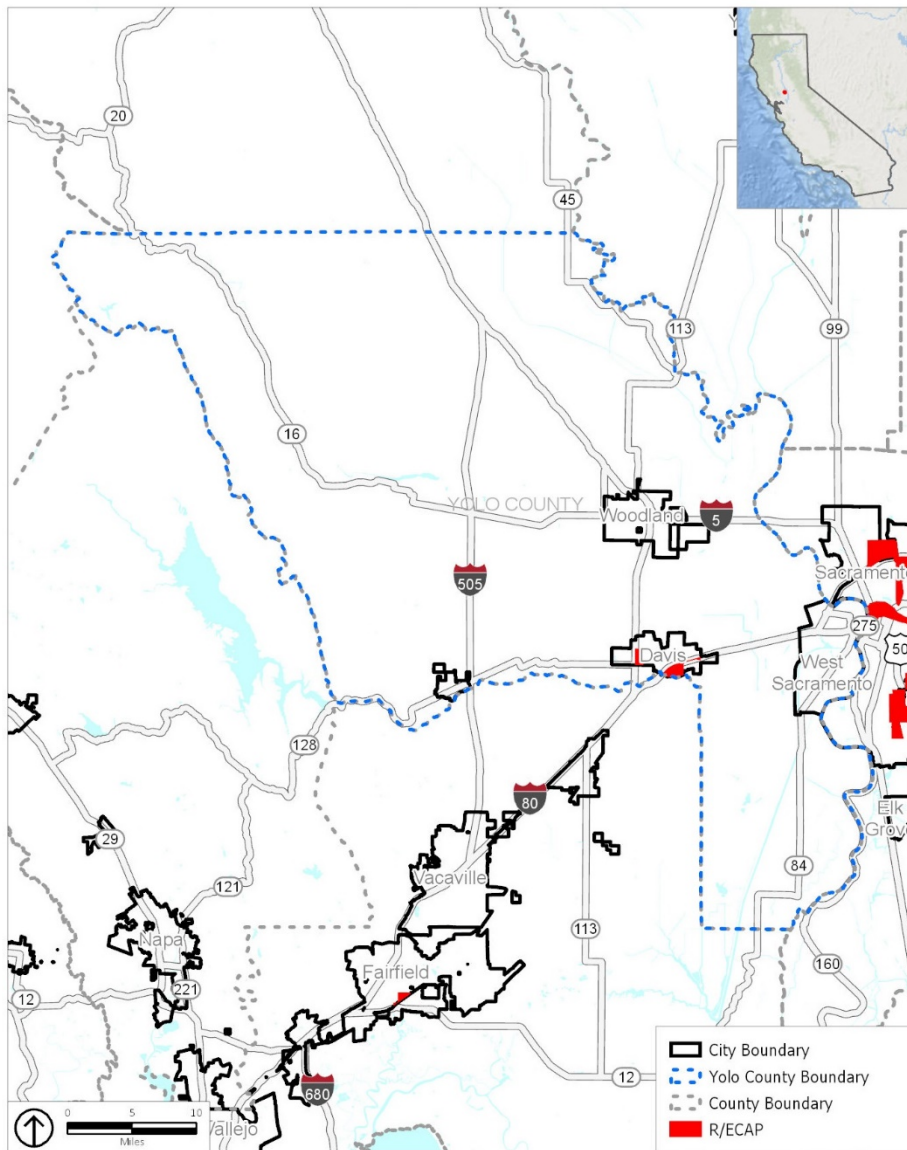 20
45
113
99
16
YOLO COUNTY
Woodland
5
505
Sacramento
275
Davis
50
West
Sacramento
128
80
Elk
Grove
29
84
121
Vacaville
113
Napa
Fairfield
160
221
12
12
680
Vallejo
0 5 10
Miles
City Boundary
Yolo County Boundary
County Boundary
R/ECAP